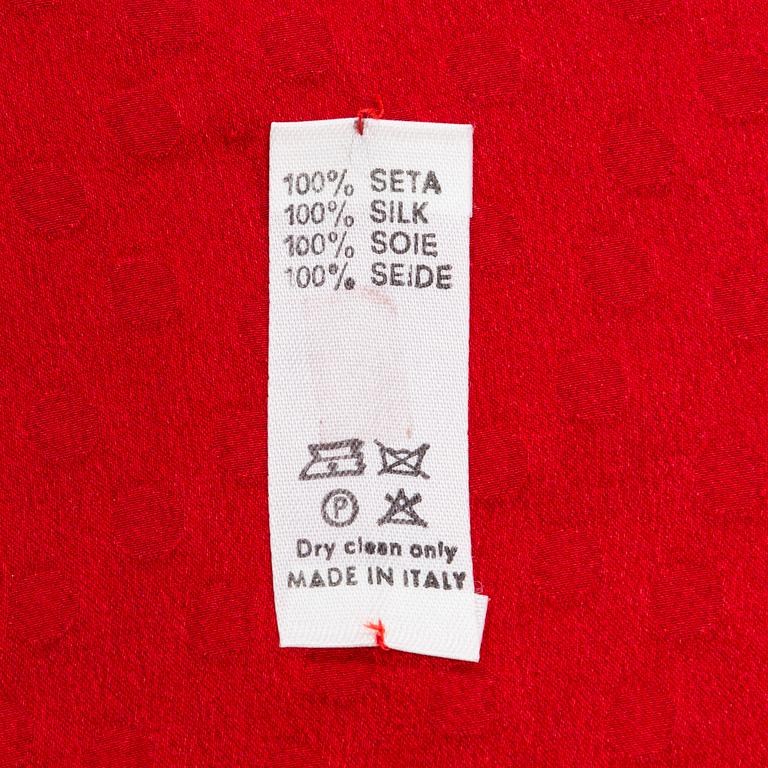 100% SETA
100% SILK
100% SOIE
100% SEIDE
P
Dry clean only
MADE IN ITALY